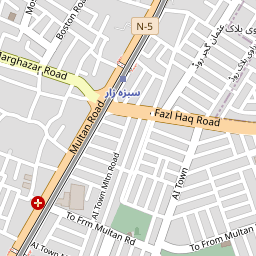 Boston Road
N-5
Marghazar Road
سبزہ زار
Multan Road
Fazl Haq Road
Al Town Mltn Road
Al Town
To Frm Multan Rd
To From Multan
Al Town